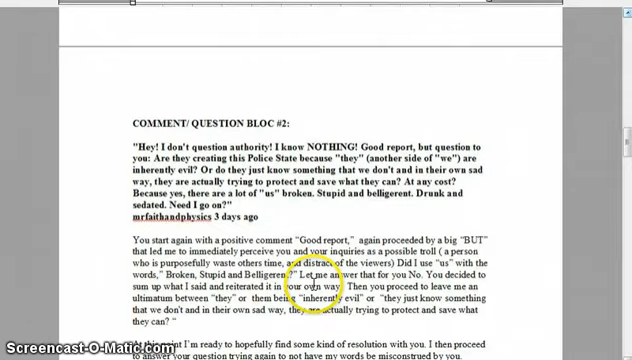 COMMENT/ QUESTION BLOC #2:
"Hey! I don't question authority! I know NOTHING! Good report, but question to
you: Are they creating this Police State because "they" (another side of "we") are
inherently evil? Or do they just know something that we don't and in their own sad
way, they are actually trying to protect and save what they can? At any cost?
Because yes, there are a lot of "us" broken. Stupid and belligerent. Drunk and
sedated. Need I go on?"
mrfaithandphysics 3 days ago
You start again with a positive comment "Good report," again proceeded by a big "BUT"
that led me to immediately perceive you and your inquiries as a possible troll ( a person
who is purposefully waste others time, and distract of the viewers) Did I use "us" with the
words," Broken, Stupid and Belligerent?" Let me answer that for you No. You decided to
sum up what I said and reiterated it in your own way. Then you proceed to leave me an
ultimatum between "they" or them being "inherently evil" or "they just know something
that we don't and in their own sad way, they are actually trying to protect and save what
they can? "
At this point I'm ready to hopefully find some kind of resolution with you. I then proceed
to answer your question trying again to not have my words be misconstrued by you.
Screencast-O-Matic.com